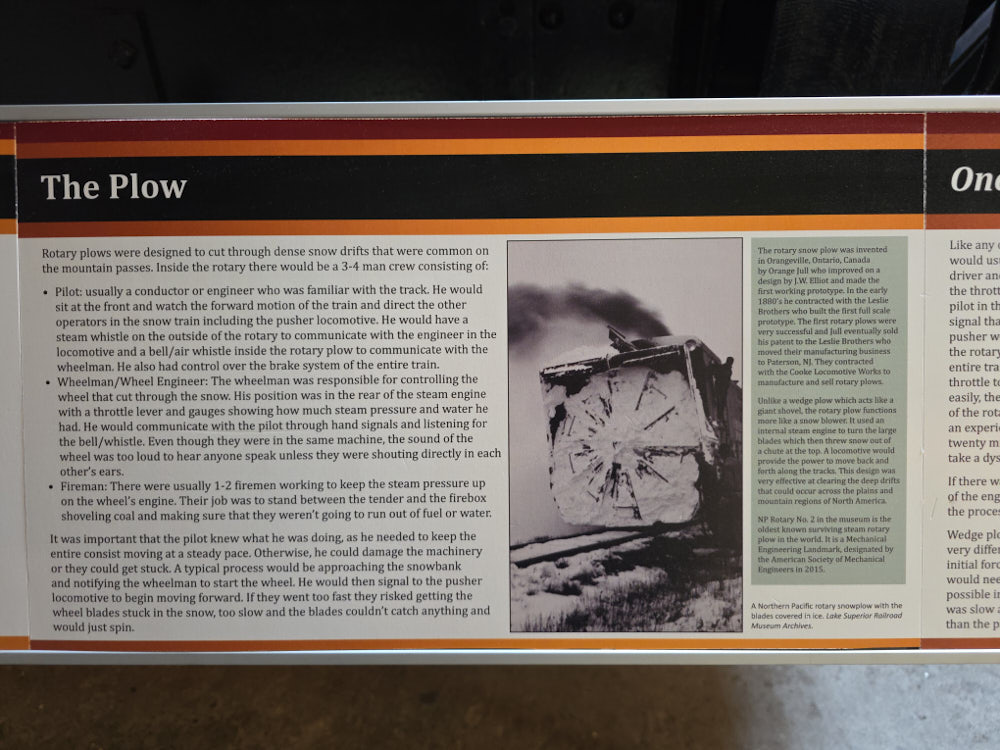 The Plow
Rotary plows were designed to cut through dense snow drifts that were common on
the mountain passes. Inside the rotary there would be a 3-4 man crew consisting of:
• Pilot: usually a conductor or engineer who was familiar with the track. He would
sit at the front and watch the forward motion of the train and direct the other
operators in the snow train including the pusher locomotive. He would have a
steam whistle on the outside of the rotary to communicate with the engineer in the
locomotive and a bell/air whistle inside the rotary plow to communicate with the
wheelman. He also had control over the brake system of the entire train.
• Wheelman/Wheel Engineer: The wheelman was responsible for controlling the
wheel that cut through the snow. His position was in the rear of the steam engine
with a throttle lever and gauges showing how much steam pressure and water he
had. He would communicate with the pilot through hand signals and listening for
the bell/whistle. Even though they were in the same machine, the sound of the
wheel was too loud to hear anyone speak unless they were shouting directly in each
other's ears.
• Fireman: There were usually 1-2 firemen working to keep the steam pressure up
on the wheel's engine. Their job was to stand between the tender and the firebox
shoveling coal and making sure that they weren't going to run out of fuel or water.
It was important that the pilot knew what he was doing, as he needed to keep the
entire consist moving at a steady pace. Otherwise, he could damage the machinery
or they could get stuck. A typical process would be approaching the snowbank
and notifying the wheelman to start the wheel. He would then signal to the pusher
locomotive to begin moving forward. If they went too fast they risked getting the
wheel blades stuck in the snow, too slow and the blades couldn't catch anything and
would just spin.
The rotary snow plow was invented
in Orangeville, Ontario, Canada
by Orange Jull who improved on a
design by J.W. Elliot and made the
first working prototype. In the early
1880's he contracted with the Leslie
Brothers who built the first full scale
prototype. The first rotary plows were
very successful and Jull eventually sold
his patent to the Leslie Brothers who
moved their manufacturing business
to Paterson, NJ. They contracted
with the Cooke Locomotive Works to
manufacture and sell rotary plows.
Unlike a wedge plow which acts like a
giant shovel, the rotary plow functions
more like a snow blower. It used an
internal steam engine to turn the large
blades which then threw snow out of
a chute at the top. A locomotive would
provide the power to move back and
forth along the tracks. This design was
very effective at clearing the deep drifts
that could occur across the plains and
mountain regions of North America.
NP Rotary No. 2 in the museum is the
oldest known surviving steam rotary
plow in the world. It is a Mechanical
Engineering Landmark, designated by
the American Society of Mechanical
Engineers in 2015.
A Northern Pacific rotary snowplow with the
blades covered in ice. Lake Superior Railroad
Museum Archives.
Like any
would
driver and
the
pilot in
signal
pusher
the rotary
entire
throttle to
easily, the
of the
an
twenty
take a
If there
of the
the
Wedge
very
initial
would
possible
was slow
than the